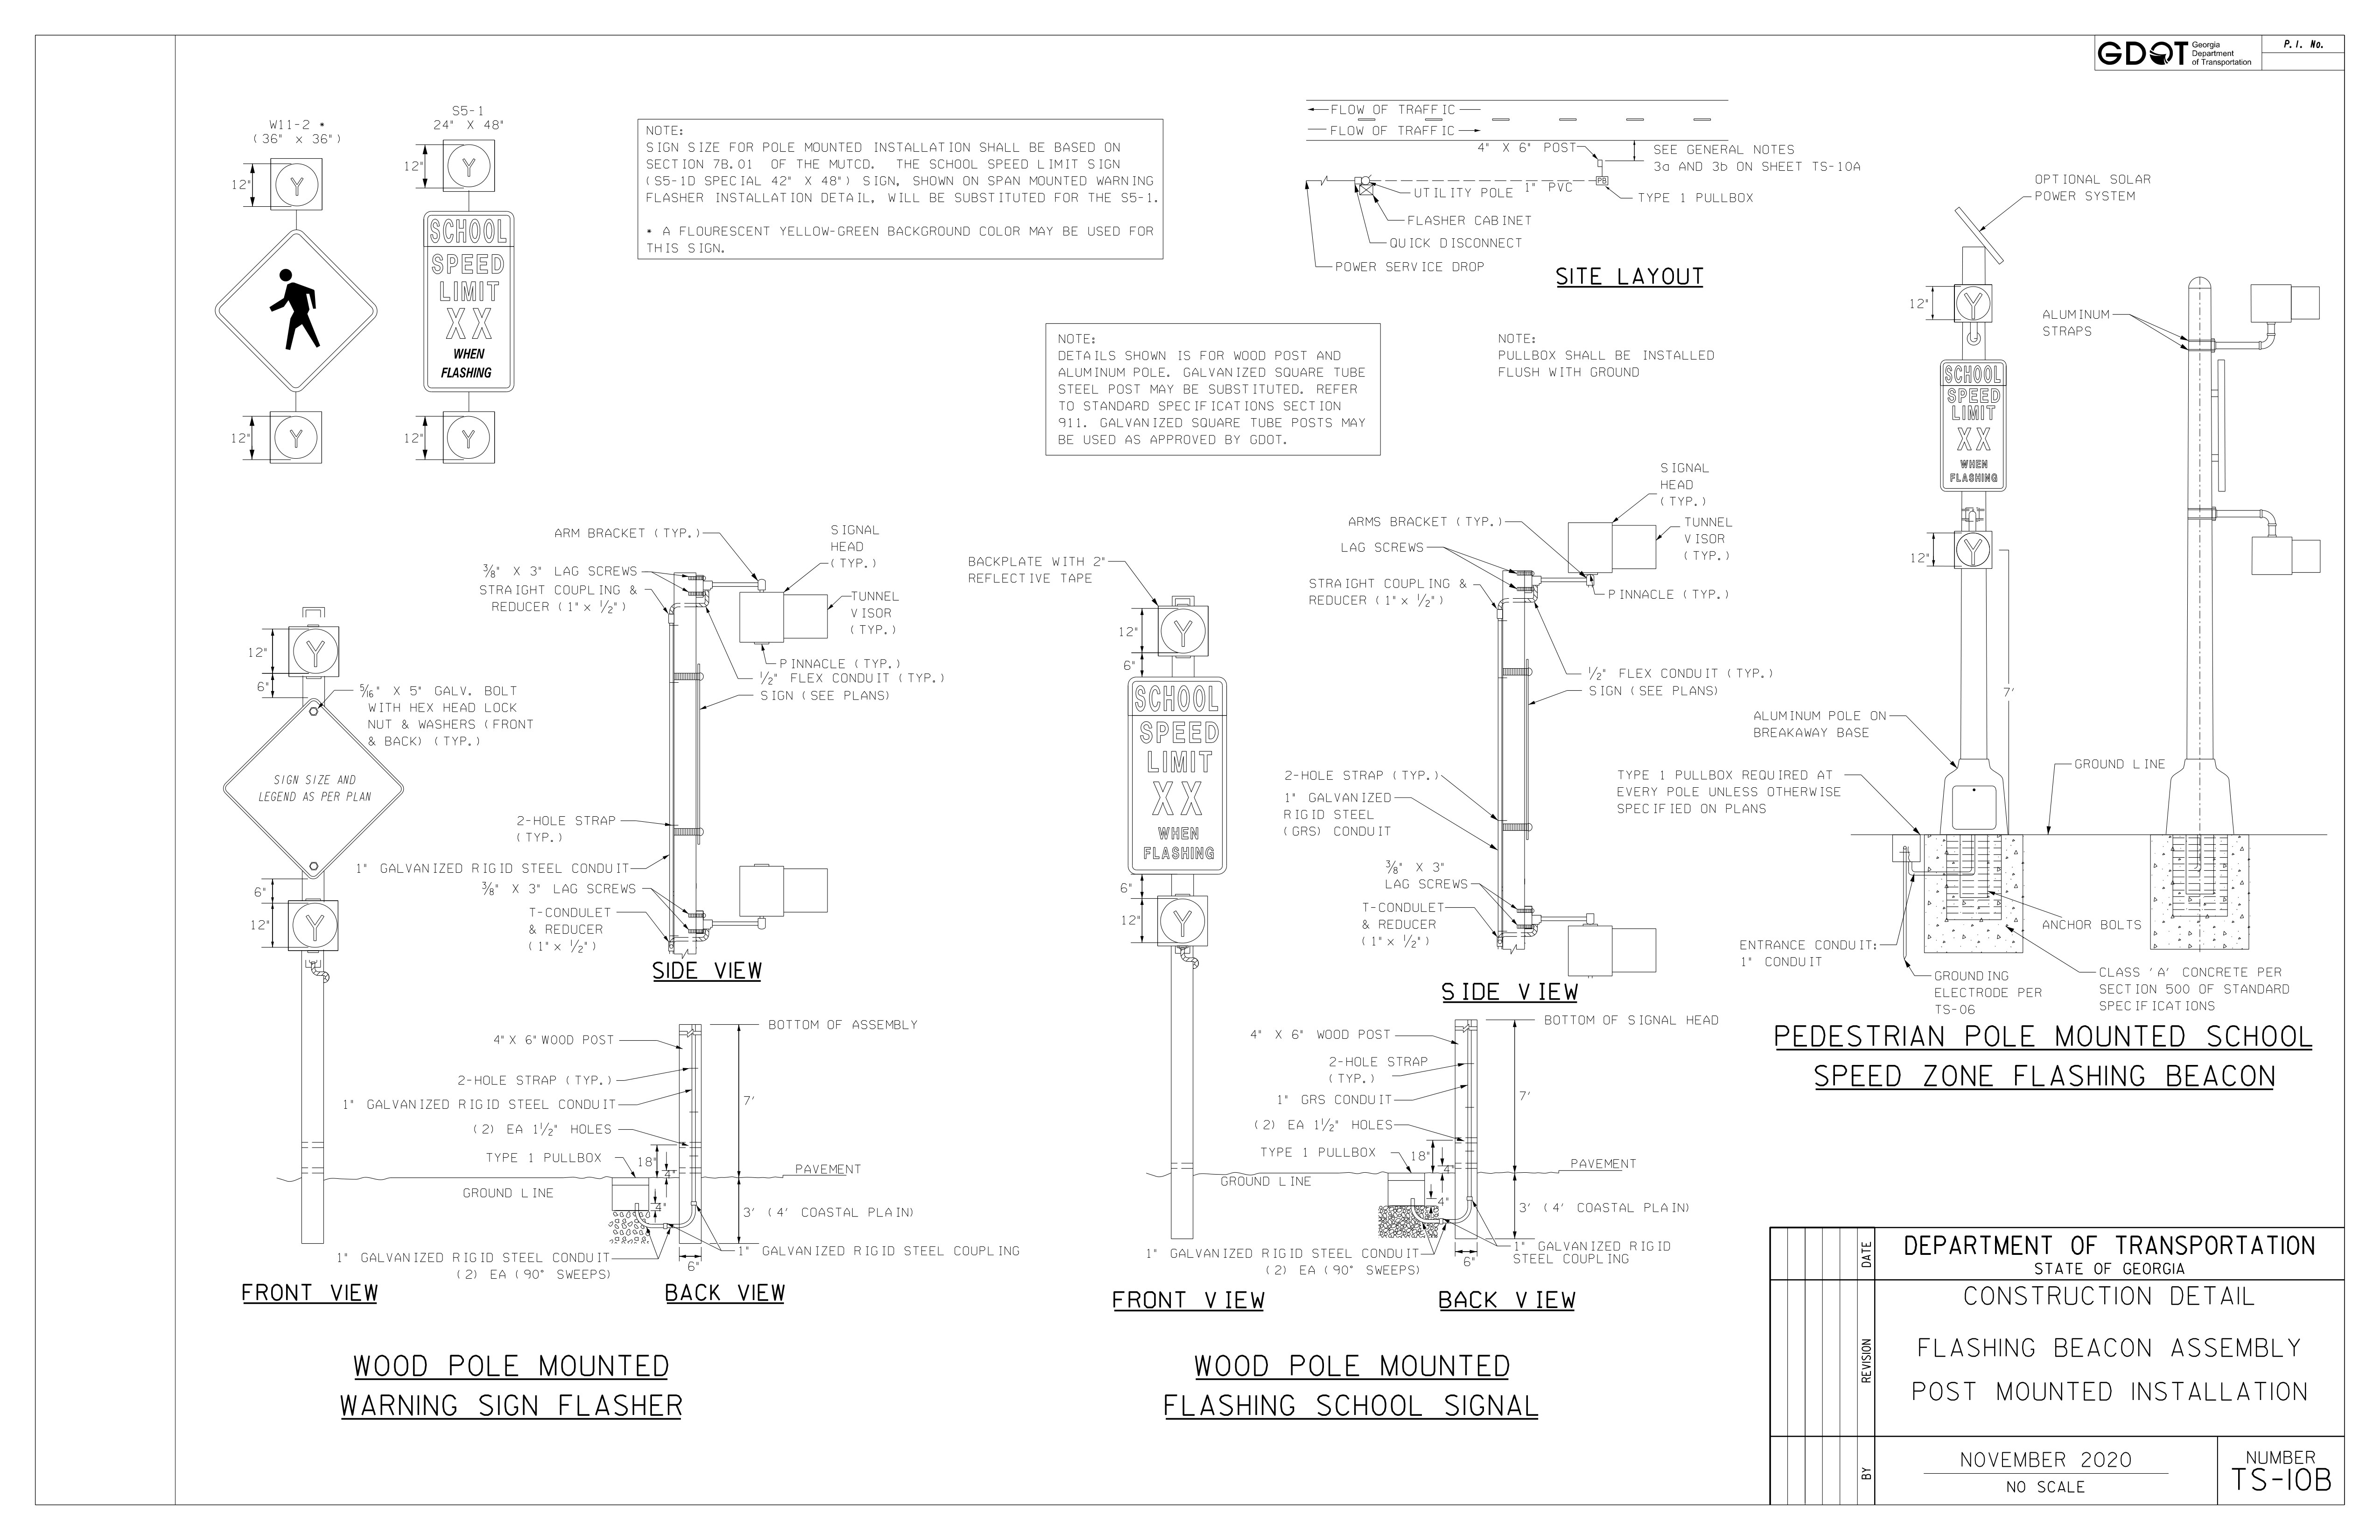 GDOT Georgia
Department
of Transportation
P.I. No.
W11-2 *
(36" x 36")
12"
Y
12"
Y
S5-1
24" X 48"
12"
Y
SCHOOL
SPEED
LIMIT
XX
WHEN
FLASHING
12"
Y
NOTE:
SIGN SIZE FOR POLE MOUNTED INSTALLATION SHALL BE BASED ON
SECTION 7B.01 OF THE MUTCD. THE SCHOOL SPEED LIMIT SIGN
(S5-1D SPECIAL 42" X 48") SIGN, SHOWN ON SPAN MOUNTED WARNING
FLASHER INSTALLATION DETAIL, WILL BE SUBSTITUTED FOR THE S5-1.
* A FLOURESCENT YELLOW-GREEN BACKGROUND COLOR MAY BE USED FOR
THIS SIGN.
FLOW OF TRAFFIC
FLOW OF TRAFFIC
4" X 6" POST
SEE GENERAL NOTES
3a AND 3b ON SHEET TS-10A
PB
UTILITY POLE
1" PVC
TYPE 1 PULLBOX
FLASHER CABINET
QUICK DISCONNECT
POWER SERVICE DROP
SITE LAYOUT
NOTE:
DETAILS SHOWN IS FOR WOOD POST AND
ALUMINUM POLE. GALVANIZED SQUARE TUBE
STEEL POST MAY BE SUBSTITUTED. REFER
TO STANDARD SPECIFICATIONS SECTION
911. GALVANIZED SQUARE TUBE POSTS MAY
BE USED AS APPROVED BY GDOT.
NOTE:
PULLBOX SHALL BE INSTALLED
FLUSH WITH GROUND
12"
Y
6"
5/16" X 5" GALV. BOLT
WITH HEX HEAD LOCK
NUT & WASHERS (FRONT
& BACK) (TYP.)
SIGN SIZE AND
LEGEND AS PER PLAN
6"
12"
Y
FRONT VIEW
ARM BRACKET (TYP.)
SIGNAL
HEAD
(TYP.)
3/8" X 3" LAG SCREWS
STRAIGHT COUPLING &
REDUCER (1" x 1/2")
TUNNEL
VISOR
(TYP.)
PINNACLE (TYP.)
1/2" FLEX CONDUIT (TYP.)
SIGN (SEE PLANS)
2-HOLE STRAP
(TYP.)
1" GALVANIZED RIGID STEEL CONDUIT
3/8" X 3" LAG SCREWS
T-CONDULET
& REDUCER
(1" x 1/2")
SIDE VIEW
BOTTOM OF ASSEMBLY
4" X 6" WOOD POST
2-HOLE STRAP (TYP.)
1" GALVANIZED RIGID STEEL CONDUIT
7'
(2) EA 1 1/2" HOLES
TYPE 1 PULLBOX
18"
4"
PAVEMENT
GROUND LINE
4"
3' (4' COASTAL PLAIN)
1" GALVANIZED RIGID STEEL COUPLING
1" GALVANIZED RIGID STEEL CONDUIT
(2) EA (90° SWEEPS)
6"
BACK VIEW
WOOD POLE MOUNTED
WARNING SIGN FLASHER
BACKPLATE WITH 2"
REFLECTIVE TAPE
12"
Y
6"
SCHOOL
SPEED
LIMIT
XX
WHEN
FLASHING
6"
12"
Y
FRONT VIEW
SIGNAL
HEAD
(TYP.)
ARMS BRACKET (TYP.)
LAG SCREWS
TUNNEL
VISOR
(TYP.)
STRAIGHT COUPLING &
REDUCER (1" x 1/2")
PINNACLE (TYP.)
1/2" FLEX CONDUIT (TYP.)
SIGN (SEE PLANS)
2-HOLE STRAP (TYP.)
1" GALVANIZED
RIGID STEEL
(GRS) CONDUIT
3/8" X 3"
LAG SCREWS
T-CONDULET
& REDUCER
(1" x 1/2")
SIDE VIEW
BOTTOM OF SIGNAL HEAD
4" X 6" WOOD POST
2-HOLE STRAP
(TYP.)
1" GRS CONDUIT
7'
(2) EA 1 1/2" HOLES
TYPE 1 PULLBOX
18"
4"
PAVEMENT
GROUND LINE
4"
3' (4' COASTAL PLAIN)
1" GALVANIZED RIGID
STEEL COUPLING
1" GALVANIZED RIGID STEEL CONDUIT
(2) EA (90° SWEEPS)
6"
BACK VIEW
WOOD POLE MOUNTED
FLASHING SCHOOL SIGNAL
OPTIONAL SOLAR
POWER SYSTEM
12"
Y
ALUMINUM
STRAPS
SCHOOL
SPEED
LIMIT
XX
WHEN
FLASHING
12"
Y
7'
ALUMINUM POLE ON
BREAKAWAY BASE
GROUND LINE
TYPE 1 PULLBOX REQUIRED AT
EVERY POLE UNLESS OTHERWISE
SPECIFIED ON PLANS
ANCHOR BOLTS
ENTRANCE CONDUIT:
1" CONDUIT
GROUNDING
ELECTRODE PER
TS-06
CLASS 'A' CONCRETE PER
SECTION 500 OF STANDARD
SPECIFICATIONS
PEDESTRIAN POLE MOUNTED SCHOOL
SPEED ZONE FLASHING BEACON
DATE
REVISION
BY
DEPARTMENT OF TRANSPORTATION
STATE OF GEORGIA
CONSTRUCTION DETAIL
FLASHING BEACON ASSEMBLY
POST MOUNTED INSTALLATION
NOVEMBER 2020
NO SCALE
NUMBER
TS-10B